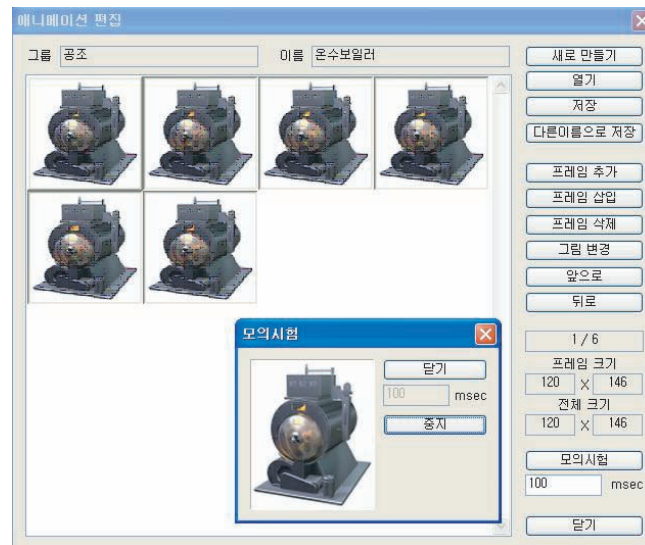 애니메이션 편집
그룹 공조 이름 온수보일러
새로 만들기
열기
저장
다른이름으로 저장
프레임 추가
프레임 삽입
프레임 삭제
그림 변경
앞으로
뒤로
1 / 6
프레임 크기
120 X 146
전체 크기
120 X 146
모의시험
100 msec
닫기
모의시험
닫기
100 msec
중지